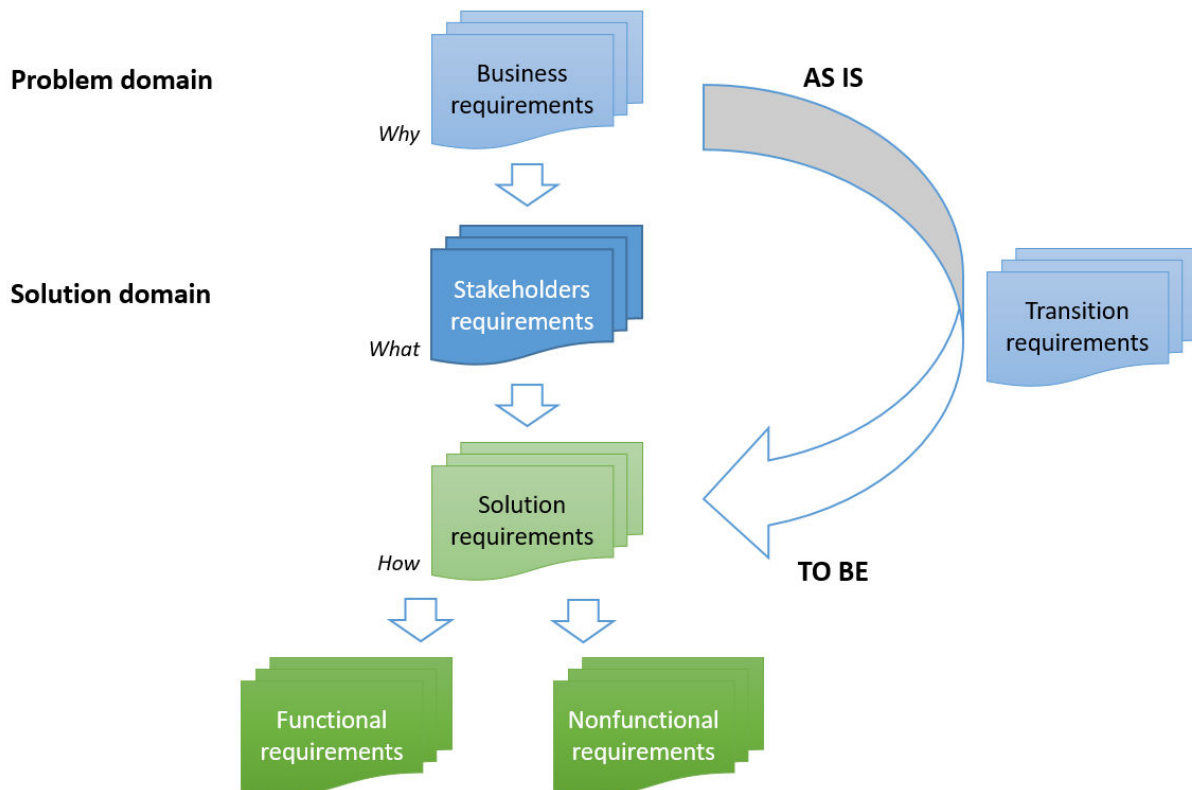 Problem domain
Business
requirements
AS IS
Why
Solution domain
Stakeholders
requirements
Transition
requirements
What
Solution
requirements
How
TO BE
Functional
requirements
Nonfunctional
requirements